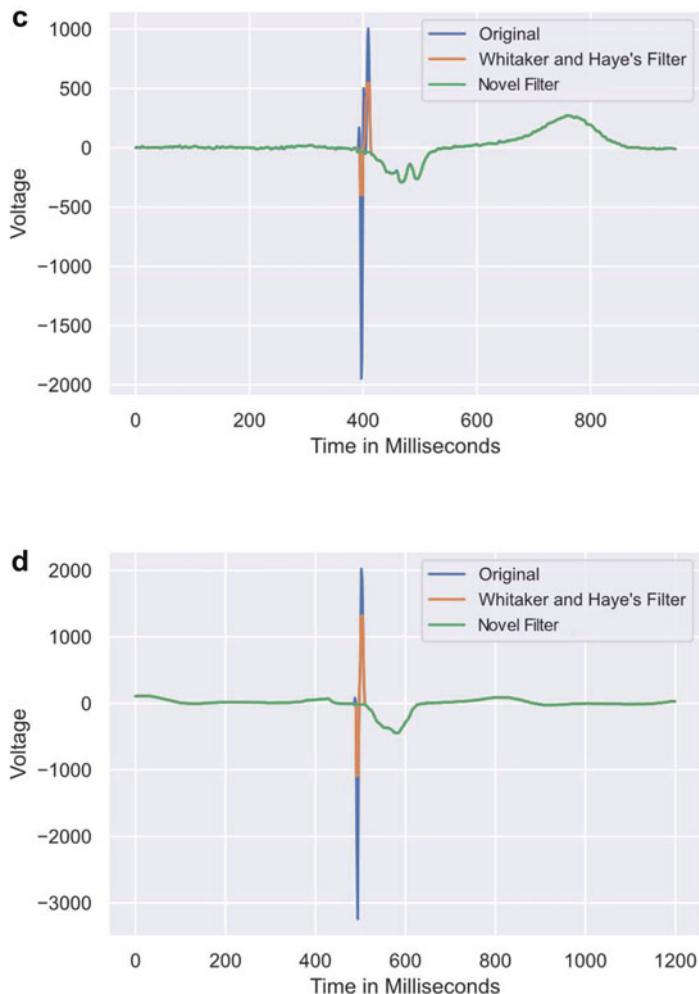 c
1000
500
0
−500
−1000
−1500
−2000
Voltage
Original
Whitaker and Haye's Filter
Novel Filter
0 200 400 600 800
Time in Milliseconds
d
2000
1000
0
−1000
−2000
−3000
Voltage
Original
Whitaker and Haye's Filter
Novel Filter
0 200 400 600 800 1000 1200
Time in Milliseconds